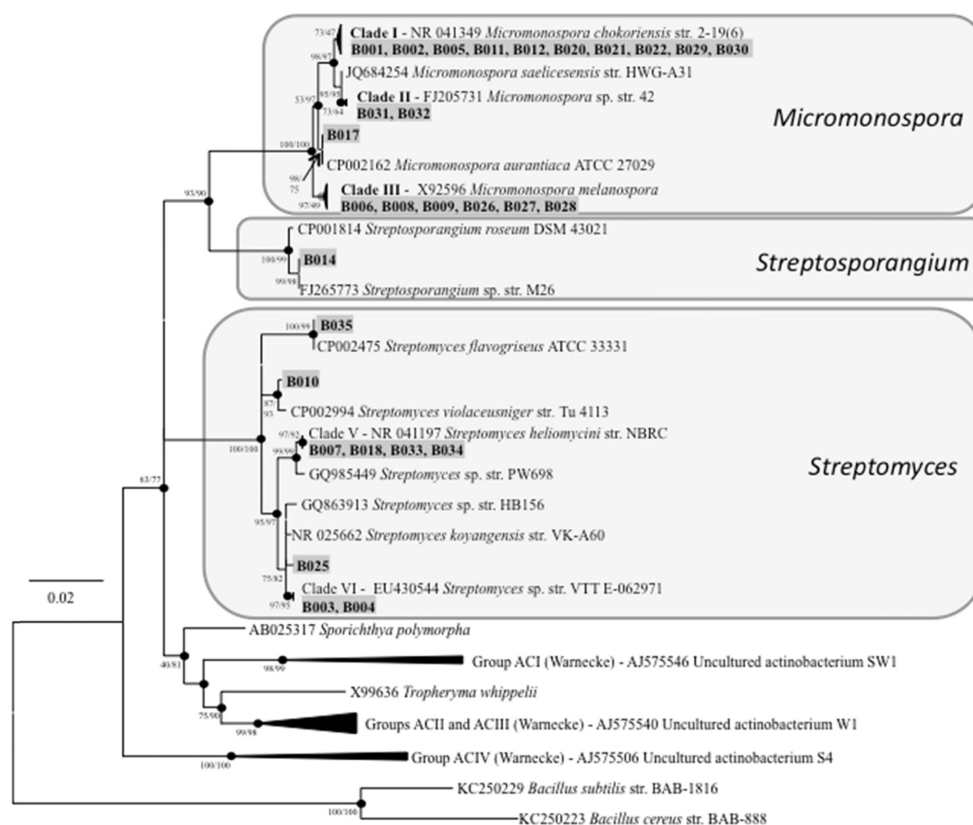 73/47
Clade I - NR 041349 Micromonospora chokoriensis str. 2-19(6)
B001, B002, B005, B011, B012, B020, B021, B022, B029, B030
98/87
JQ684254 Micromonospora saelicesensis str. HWG-A31
95/95
53/97
Clade II - FJ205731 Micromonospora sp. str. 42
73/64
B031, B032
Micromonospora
B017
100/100
CP002162 Micromonospora aurantiaca ATCC 27029
98/
75
Clade III - X92596 Micromonospora melanospora
93/90
97/49
B006, B008, B009, B026, B027, B028
CP001814 Streptosporangium roseum DSM 43021
100/99
B014
Streptosporangium
99/98
FJ265773 Streptosporangium sp. str. M26
100/99
B035
CP002475 Streptomyces flavogriseus ATCC 33331
B010
87/
93
CP002994 Streptomyces violaceusniger str. Tu 4113
97/92
Clade V - NR 041197 Streptomyces heliomycini str. NBRC
100/100
99/99
B007, B018, B033, B034
Streptomyces
GQ985449 Streptomyces sp. str. PW698
63/77
GQ863913 Streptomyces sp. str. HB156
95/97
NR 025662 Streptomyces koyangensis str. VK-A60
B025
75/82
0.02
Clade VI - EU430544 Streptomyces sp. str. VTT E-062971
97/95
B003, B004
AB025317 Sporichthya polymorpha
40/81
98/99
Group ACI (Warnecke) - AJ575546 Uncultured actinobacterium SW1
X99636 Tropheryma whippelii
75/90
Groups ACII and ACIII (Warnecke) - AJ575540 Uncultured actinobacterium W1
99/98
Group ACIV (Warnecke) - AJ575506 Uncultured actinobacterium S4
100/100
KC250229 Bacillus subtilis str. BAB-1816
100/100
KC250223 Bacillus cereus str. BAB-888